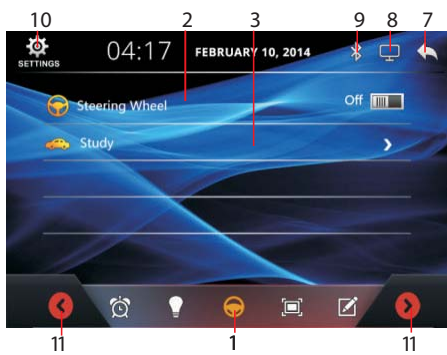 10 2 3 9 8 7
04:17 FEBRUARY 10, 2014
SETTINGS
Steering Wheel Off
Study
11 1 11